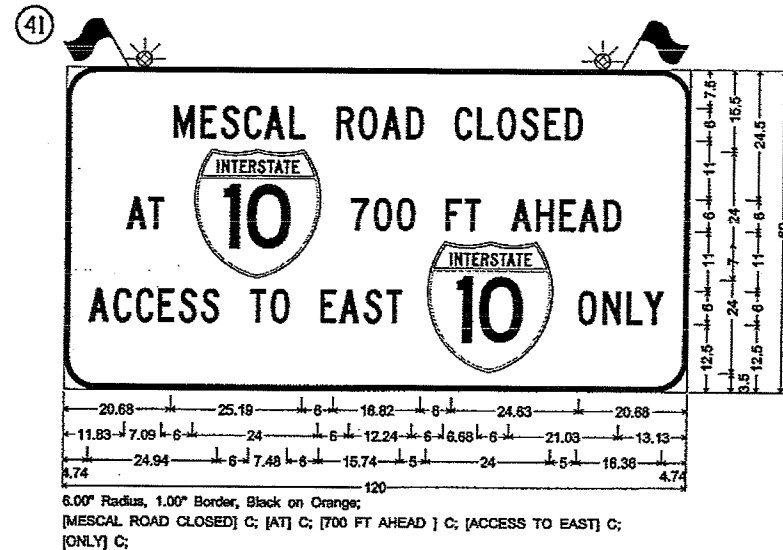 41
MESCAL ROAD CLOSED
INTERSTATE
AT 10 700 FT AHEAD
INTERSTATE
ACCESS TO EAST 10 ONLY
7.5 6 11 6 11 6 12.5
15.5 24 7 24 3.5
24.5 6 11 6 12.5
20.68 25.19 6 16.82 6 24.63 20.68
11.83 7.09 6 24 6 12.24 6 6.68 6 21.03 13.13
4.74 24.94 6 7.48 6 15.74 5 24 5 16.36 4.74
120
6.00" Radius, 1.00" Border, Black on Orange;
[MESCAL ROAD CLOSED] C; [AT] C; [700 FT AHEAD ] C; [ACCESS TO EAST] C;
[ONLY] C;